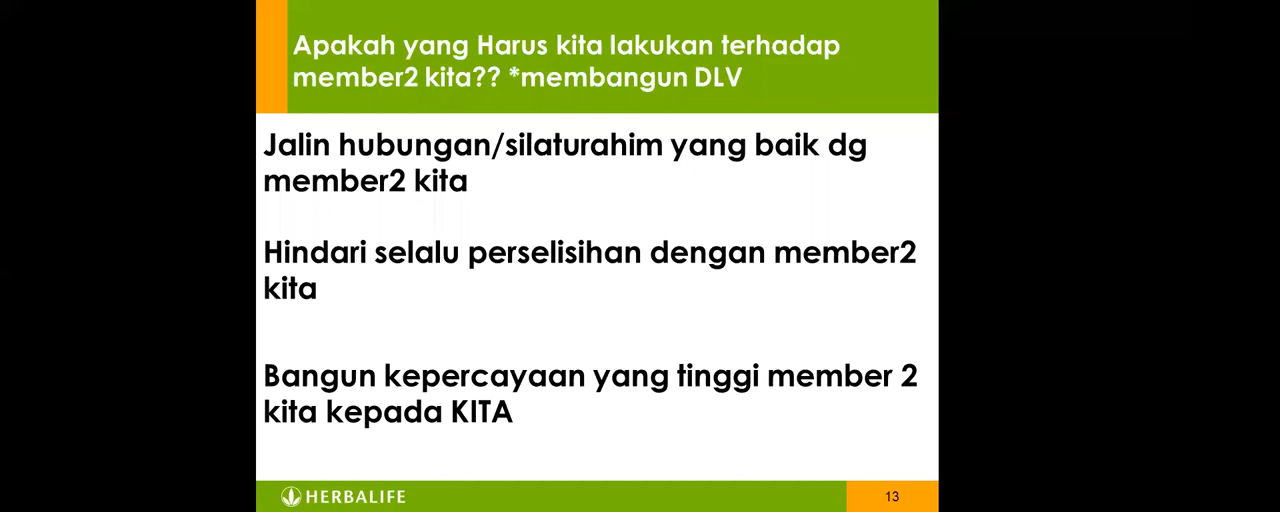 Apakah yang Harus kita lakukan terhadap
member2 kita?? *membangun DLV
Jalin hubungan/silaturahim yang baik dg
member2 kita
Hindari selalu perselisihan dengan member2
kita
Bangun kepercayaan yang tinggi member 2
kita kepada KITA
HERBALIFE
13